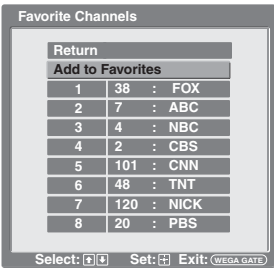 Favorite Channels
Return
Add to Favorites
1 38 : FOX
2 7 : ABC
3 4 : NBC
4 2 : CBS
5 101 : CNN
6 48 : TNT
7 120 : NICK
8 20 : PBS
Select: Set: Exit: WEGA GATE